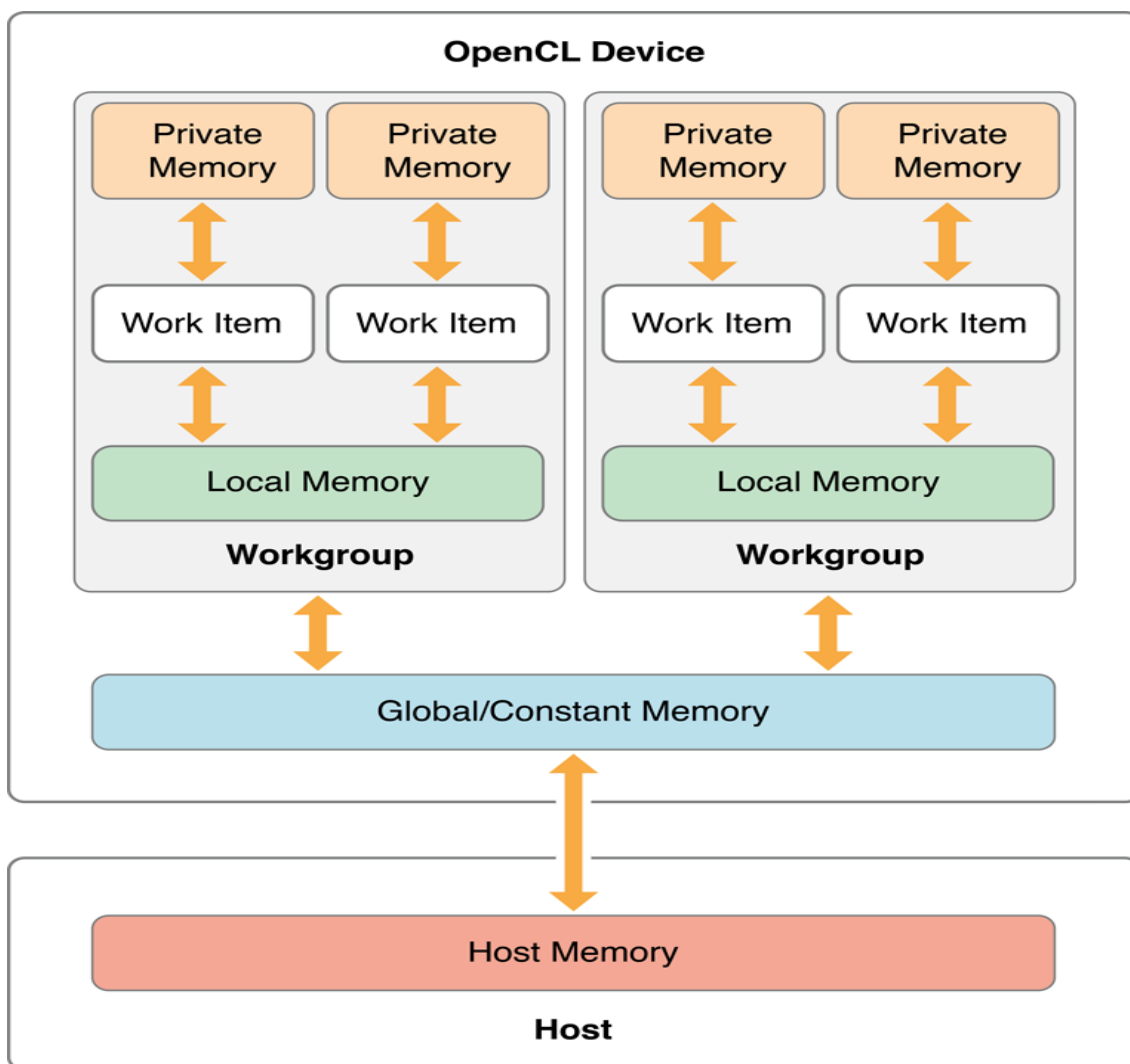 OpenCL Device
Private
Memory
Private
Memory
Private
Memory
Private
Memory
Work Item
Work Item
Work Item
Work Item
Local Memory
Local Memory
Workgroup
Workgroup
Global/Constant Memory
Host Memory
Host